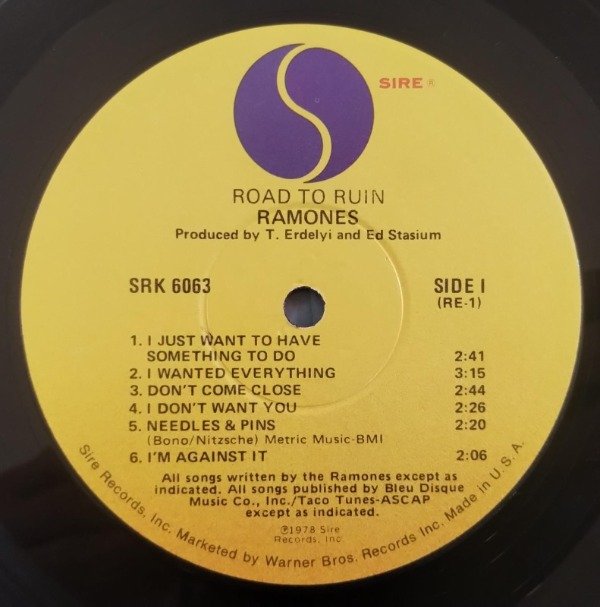 SIRE ®
ROAD TO RUIN
RAMONES
Produced by T. Erdelyi and Ed Stasium
SRK 6063
SIDE I
(RE-1)
1. I JUST WANT TO HAVE
SOMETHING TO DO 2:41
2. I WANTED EVERYTHING 3:15
3. DON'T COME CLOSE 2:44
4. I DON'T WANT YOU 2:26
5. NEEDLES & PINS 2:20
(Bono/Nitzsche) Metric Music-BMI
6. I'M AGAINST IT 2:06
All songs written by the Ramones except as
indicated. All songs published by Bleu Disque
Music Co., Inc./Taco Tunes-ASCAP
except as indicated.
℗1978 Sire
Records, Inc
Sire Records, Inc. Marketed by Warner Bros. Records Inc. Made in U.S.A.